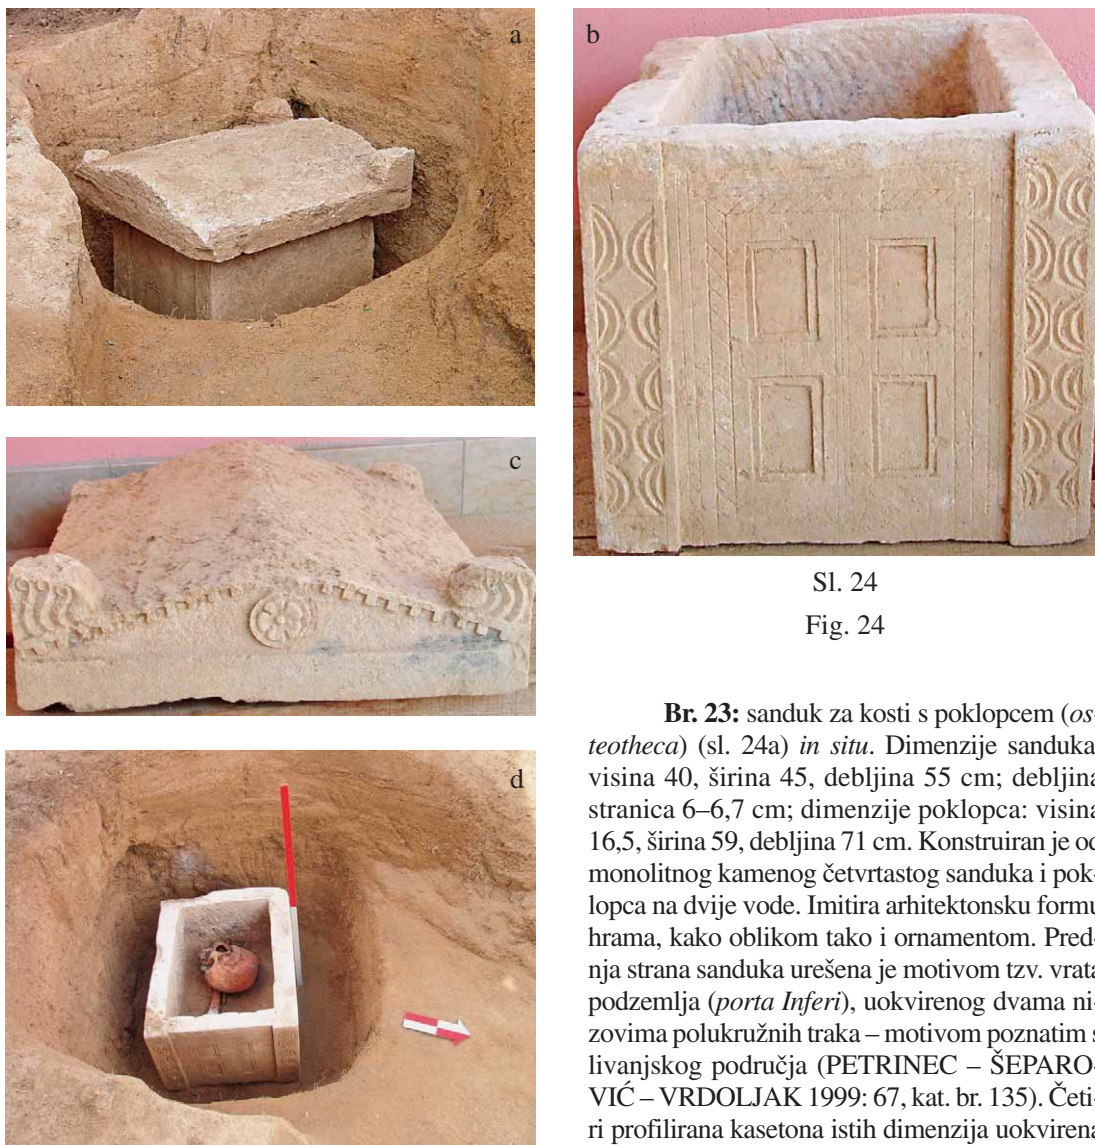 a
b
c
d
Sl. 24
Fig. 24
Br. 23: sanduk za kosti s poklopcem (os-
teotheca) (sl. 24a) in situ. Dimenzije sanduka:
visina 40, širina 45, debljina 55 cm; debljina
stranica 6–6,7 cm; dimenzije poklopca: visina
16,5, širina 59, debljina 71 cm. Konstruiran je od
monolitnog kamenog četvrtastog sanduka i pok-
lopca na dvije vode. Imitira arhitektonsku formu
hrama, kako oblikom tako i ornamentom. Pred-
nja strana sanduka urešena je motivom tzv. vrata
podzemlja (porta Inferi), uokvirenog dvama ni-
zovima polukružnih traka – motivom poznatim s
livanjskog područja (PETRINEC – ŠEPARO-
VIĆ – VRDOLJAK 1999: 67, kat. br. 135). Četi-
ri profilirana kasetona istih dimenzija uokvirena